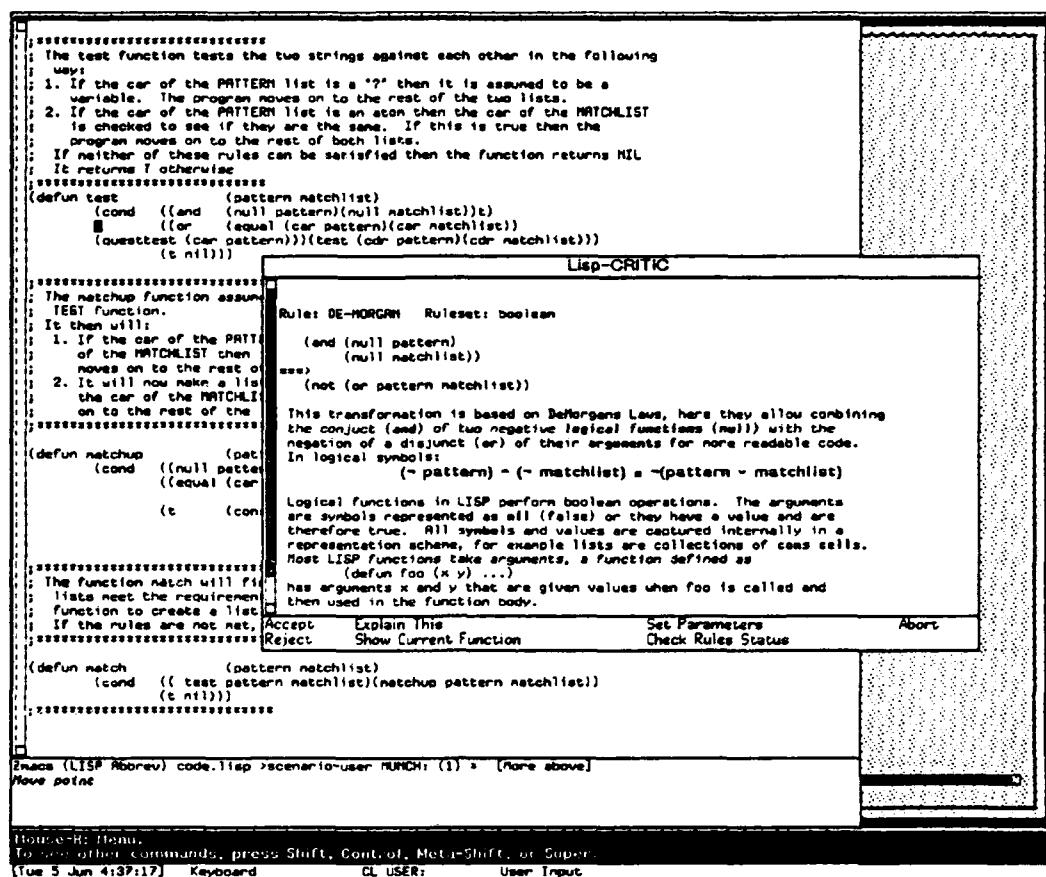 ;*****************************
; The test function tests the two strings against each other in the following
; way:
; 1. If the car of the PATTERN list is a "?" then it is assumed to be a
; variable. The program moves on to the rest of the two lists.
; 2. If the car of the PATTERN list is an atom then the car of the MATCHLIST
; is checked to see if they are the same. If this is true then the
; program moves on to the rest of both lists.
; If neither of these rules can be satisfied then the function returns NIL
; It returns T otherwise
;*****************************
(defun test (pattern matchlist)
(cond ((and (null pattern)(null matchlist))t)
((or (equal (car pattern)(car matchlist))
(questtest (car pattern)))(test (cdr pattern)(cdr matchlist)))
(t nil)))
;*****************************
; The matchup function
; TEST function.
; It then will:
; 1. If the car of the
; of the MATCHLIST then
; moves on to the rest
; 2. It will now make a
; the car of the
; on to the rest of the
;*****************************
(defun matchup
(cond ((null
((equal (car
(t
;*****************************
; The function match will
; lists meet the
; function to create a list
; If the rules are not met,
;*****************************
(defun match (pattern matchlist)
(cond (( test pattern matchlist)(matchup pattern matchlist))
(t nil)))
;*****************************
Lisp-CRITIC
Rule: DE-MORGAN Ruleset: boolean
(and (null pattern)
(null matchlist))
===>
(not (or pattern matchlist))
This transformation is based on DeMorgans Laws, here they allow combining
the conjuct (and) of two negative logical functions (null) with the
negation of a disjunct (or) of their arguments for more readable code.
In logical symbols:
(~ pattern) ^ (~ matchlist) ≡ ~(pattern ˅ matchlist)
Logical functions in LISP perform boolean operations. The arguments
are symbols represented as nil (false) or they have a value and are
therefore true. All symbols and values are captured internally in a
representation scheme, for example lists are collections of cons cells.
Most LISP functions take arguments, a function defined as
(defun foo (x y) ...)
has arguments x and y that are given values when foo is called and
then used in the function body.
Accept Explain This Set Parameters Abort
Reject Show Current Function Check Rules Status
Zmacs (LISP Abbrev) code.lisp >scenario-user MUNCH: (1) * [More above]
Move point
Mouse-R: Menu.
To see other commands, press Shift, Control, Meta-Shift, or Super.
[Tue 5 Jun 4:37:17] Keyboard CL USER: User Input